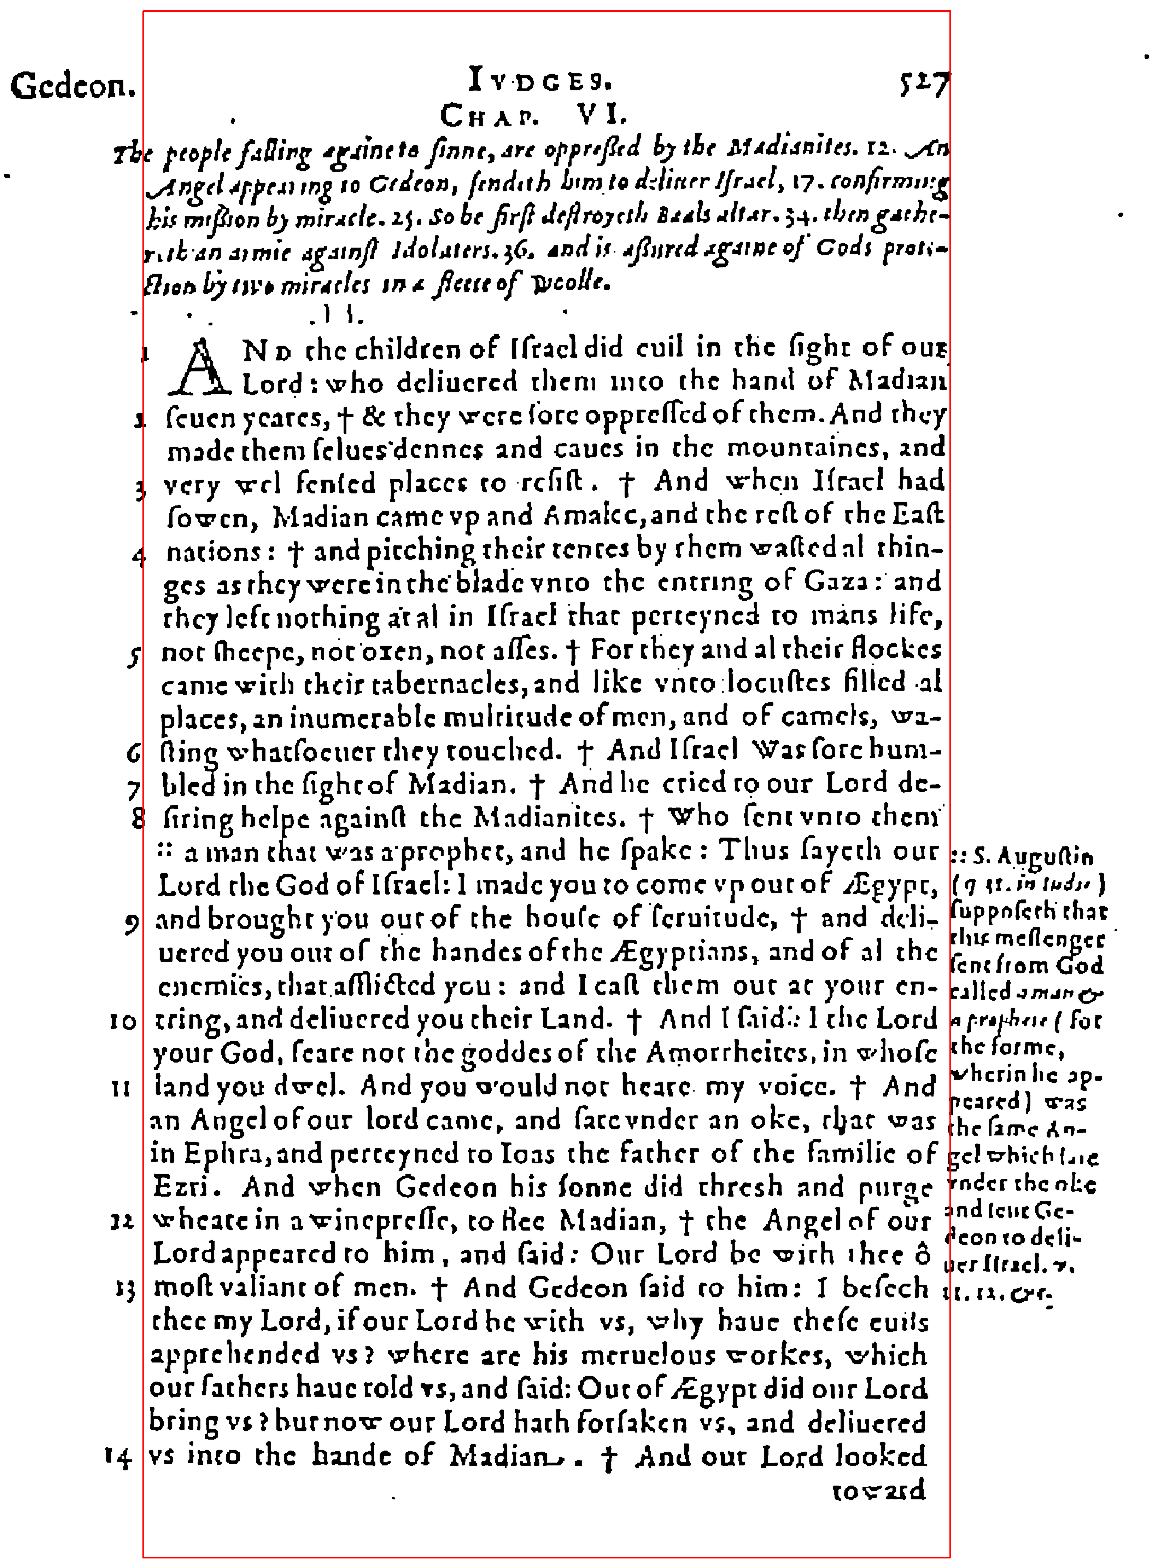 Gedeon. IVDGES. 527
CHAP. VI.
The people falling againe to ſinne, are oppreſſed by the Madianites. 12. An
Angel appearing to Gedeon, ſendeth him to deliuer Iſrael, 17. confirming
his miſsion by miracle. 25. So he firſt deſtroyeth Baals altar. 34. then gathe-
reth an armie againſt Idolaters. 36. and is aſſured againe of Gods prote-
ction by two miracles in a fleece of Wcolle.
1 AND the children of Iſrael did euil in the ſight of our
Lord: who deliuered them into the hand of Madian
2 ſeuen yeares, † & they were ſore oppreſſed of them. And they
made them ſelues dennes and caues in the mountaines, and
3 very wel fenſed places to reſiſt. † And when Iſrael had
ſowen, Madian came vp and Amalec, and the reſt of the Eaſt
4 nations: † and pitching their tentes by them waſted al thin-
ges as they were in the blade vnto the entring of Gaza: and
they left nothing at al in Iſrael that perteyned to mans life,
5 not ſheepe, not oxen, not aſſes. † For they and al their flockes
came with their tabernacles, and like vnto locuſtes filled al
places, an inumerable multitude of men, and of camels, wa-
6 ſting whatſoeuer they touched. † And Iſrael Was ſore hum-
7 bled in the ſight of Madian. † And he cried to our Lord de-
8 ſiring helpe againſt the Madianites. † Who ſent vnto them
:: a man that was a prophet, and he ſpake: Thus ſayeth our
Lord the God of Iſrael: I made you to come vp out of Ægypt,
9 and brought you out of the houſe of ſeruitude, † and deli-
uered you out of the handes of the Ægyptians, and of al the
enemies, that afflicted you: and I caſt them out at your en-
10 tring, and deliuered you their Land. † And I ſaid: I the Lord
your God, feare not the goddes of the Amorrheites, in whoſe
11 land you dwel. And you would not heare my voice. † And
an Angel of our lord came, and ſate vnder an oke, that was
in Ephra, and perteyned to Ioas the father of the familie of
Ezri. And when Gedeon his ſonne did threſh and purge
12 wheate in a winepreſſe, to flee Madian, † the Angel of our
Lord appeared to him, and ſaid: Our Lord be with thee ô
13 moſt valiant of men. † And Gedeon ſaid to him: I beſech
thee my Lord, if our Lord be with vs, why haue theſe euils
apprehended vs? where are his meruelous workes, which
our fathers haue told vs, and ſaid: Out of Ægypt did our Lord
bring vs? but now our Lord hath forſaken vs, and deliuered
14 vs into the hande of Madian. † And our Lord looked
toward
:: S. Auguſtin
(q 31. in Iudic)
ſuppoſeth that
this meſſenger
ſent from God
called a man &
a prophete (for
the forme,
wherin he ap-
peared) was
the ſame An-
gel which ſate
vnder the oke
and ſent Ge-
deon to deli-
uer Iſrael. v.
11. 12. &c.